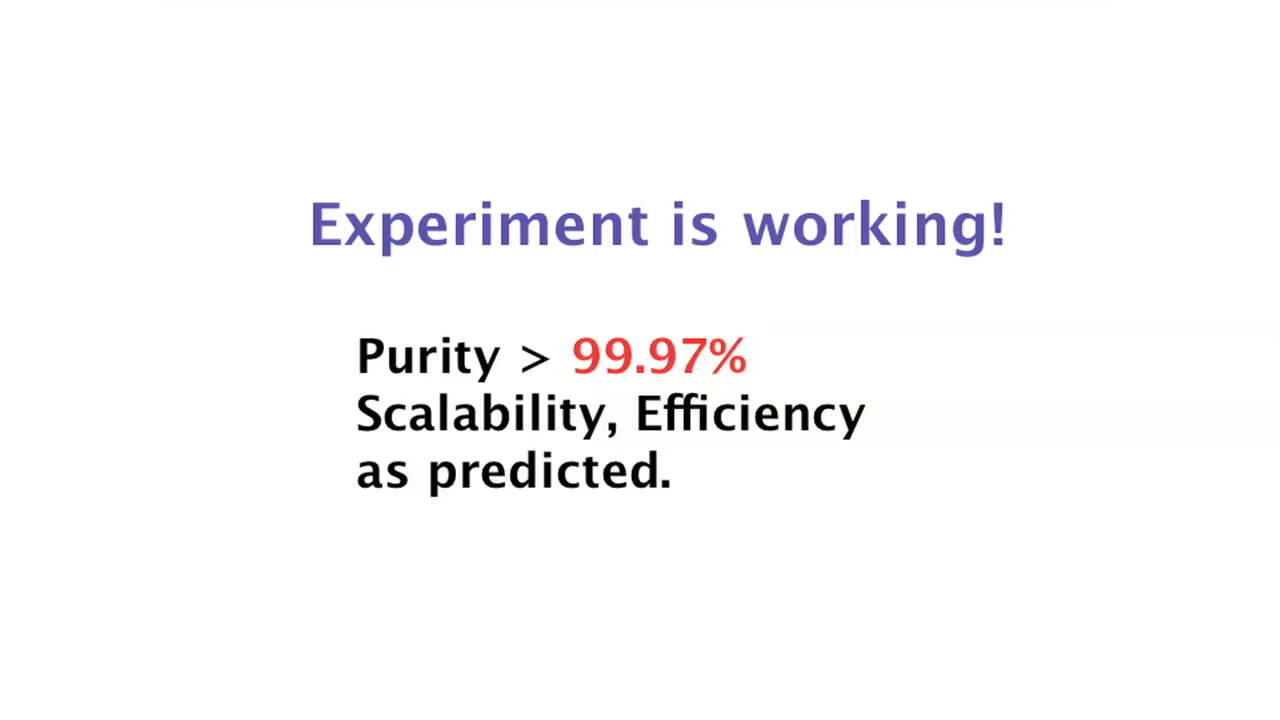 Experiment is working!
Purity > 99.97%
Scalability, Efficiency
as predicted.